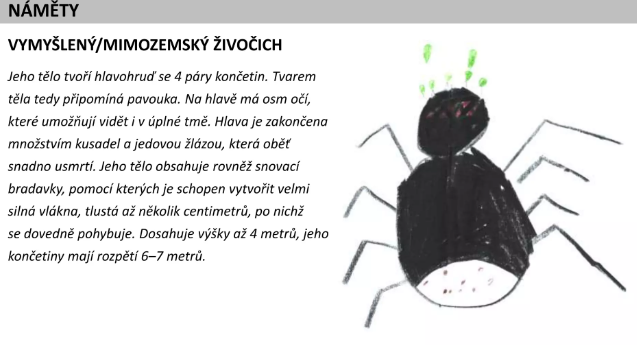 NÁMĚTY
VYMYŠLENÝ/MIMOZEMSKÝ ŽIVOČICH
Jeho tělo tvoří hlavohruď se 4 páry končetin. Tvarem
těla tedy připomíná pavouka. Na hlavě má osm očí,
které umožňují vidět i v úplné tmě. Hlava je zakončena
množstvím kusadel a jedovou žlázou, která oběť
snadno usmrtí. Jeho tělo obsahuje rovněž snovací
bradavky, pomocí kterých je schopen vytvořit velmi
silná vlákna, tlustá až několik centimetrů, po nichž
se dovedně pohybuje. Dosahuje výšky až 4 metrů, jeho
končetiny mají rozpětí 6–7 metrů.